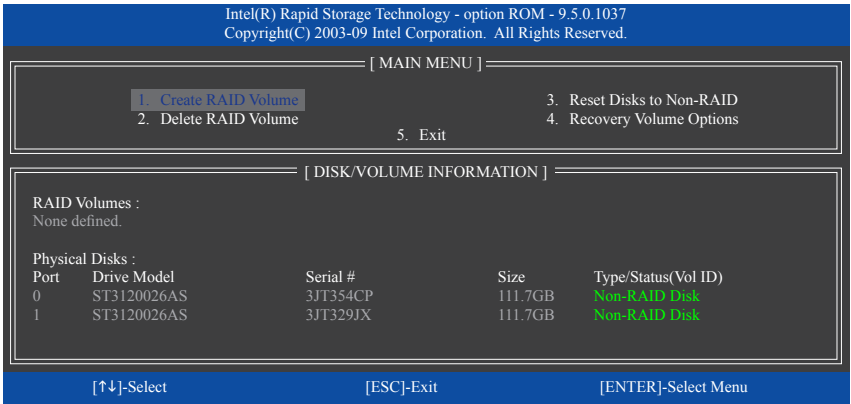 Intel(R) Rapid Storage Technology - option ROM - 9.5.0.1037
Copyright(C) 2003-09 Intel Corporation.  All Rights Reserved.
[ MAIN MENU ]
1.  Create RAID Volume 3.  Reset Disks to Non-RAID
2.  Delete RAID Volume 4.  Recovery Volume Options
5.  Exit
[ DISK/VOLUME INFORMATION ]
RAID Volumes :
None defined.
Physical Disks :
Port Drive Model Serial # Size Type/Status(Vol ID)
0 ST3120026AS 3JT354CP 111.7GB Non-RAID Disk
1 ST3120026AS 3JT329JX 111.7GB Non-RAID Disk
[↑↓]-Select [ESC]-Exit [ENTER]-Select Menu